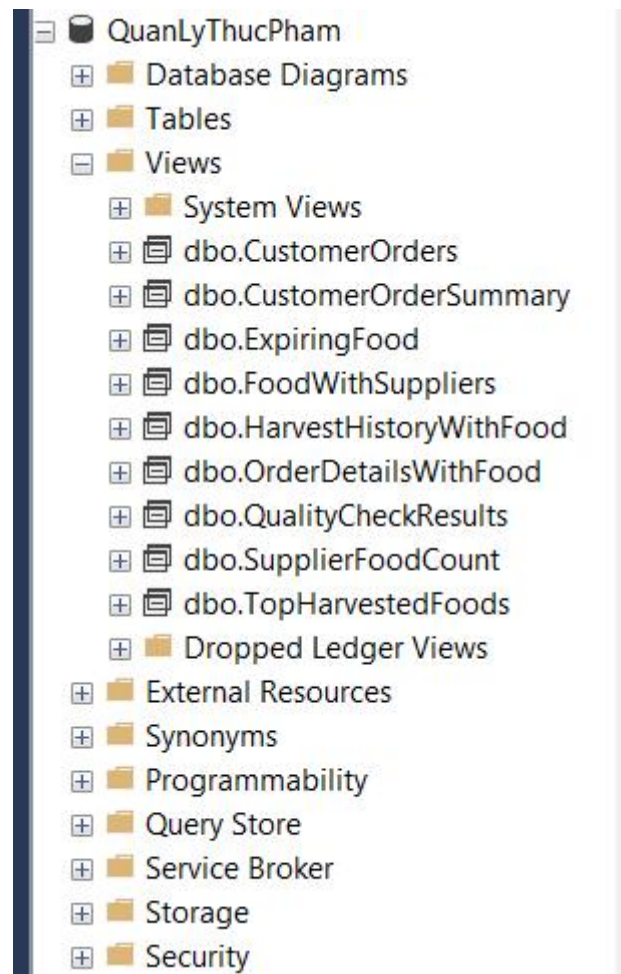 QuanLyThucPham
Database Diagrams
Tables
Views
System Views
dbo.CustomerOrders
dbo.CustomerOrderSummary
dbo.ExpiringFood
dbo.FoodWithSuppliers
dbo.HarvestHistoryWithFood
dbo.OrderDetailsWithFood
dbo.QualityCheckResults
dbo.SupplierFoodCount
dbo.TopHarvestedFoods
Dropped Ledger Views
External Resources
Synonyms
Programmability
Query Store
Service Broker
Storage
Security